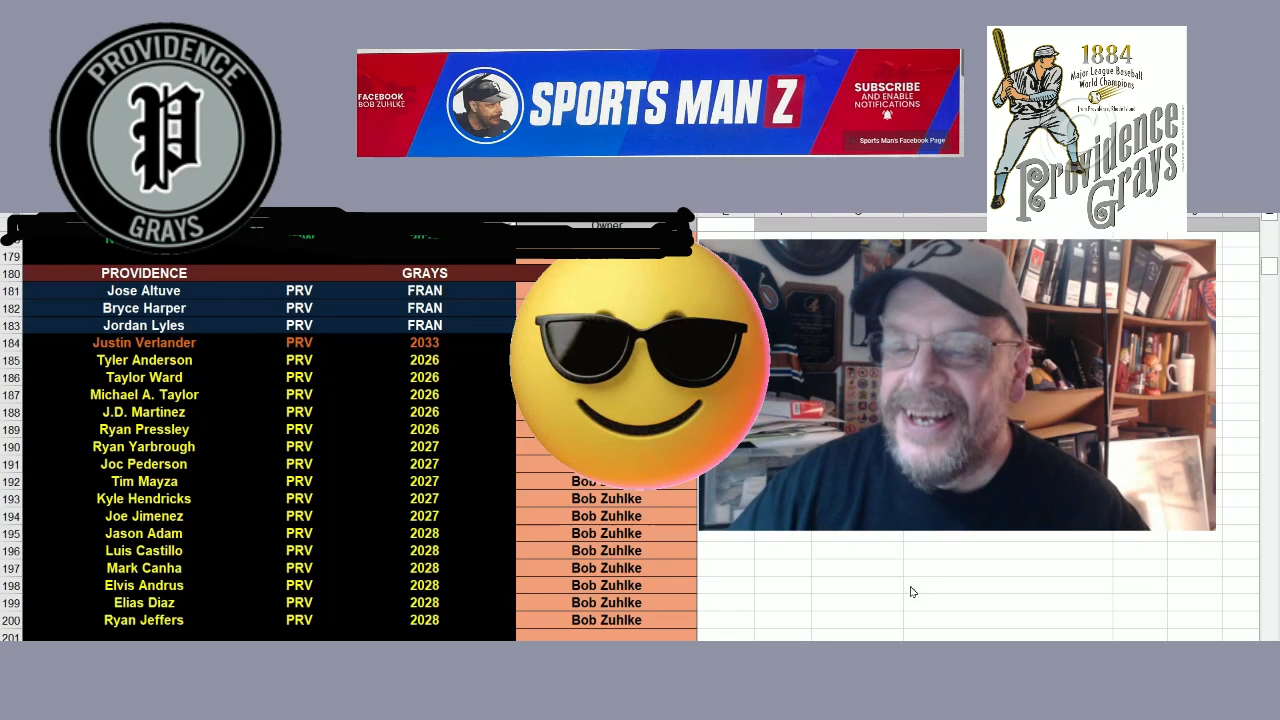 PROVIDENCE
P
GRAYS
FACEBOOK
BOB ZUHLKE
SPORTS MAN Z
SUBSCRIBE
AND ENABLE
NOTIFICATIONS
Sports Man's Facebook Page
1884
Major League Baseball
World Champions
from Providence, Rhode Island
Providence
Grays
Owner
179
180 PROVIDENCE GRAYS
181 Jose Altuve PRV FRAN
182 Bryce Harper PRV FRAN
183 Jordan Lyles PRV FRAN
184 Justin Verlander PRV 2033
185 Tyler Anderson PRV 2026
186 Taylor Ward PRV 2026
187 Michael A. Taylor PRV 2026
188 J.D. Martinez PRV 2026
189 Ryan Pressley PRV 2026
190 Ryan Yarbrough PRV 2027
191 Joc Pederson PRV 2027
192 Tim Mayza PRV 2027 Bob
193 Kyle Hendricks PRV 2027 Bob Zuhlke
194 Joe Jimenez PRV 2027 Bob Zuhlke
195 Jason Adam PRV 2028 Bob Zuhlke
196 Luis Castillo PRV 2028 Bob Zuhlke
197 Mark Canha PRV 2028 Bob Zuhlke
198 Elvis Andrus PRV 2028 Bob Zuhlke
199 Elias Diaz PRV 2028 Bob Zuhlke
200 Ryan Jeffers PRV 2028 Bob Zuhlke
201